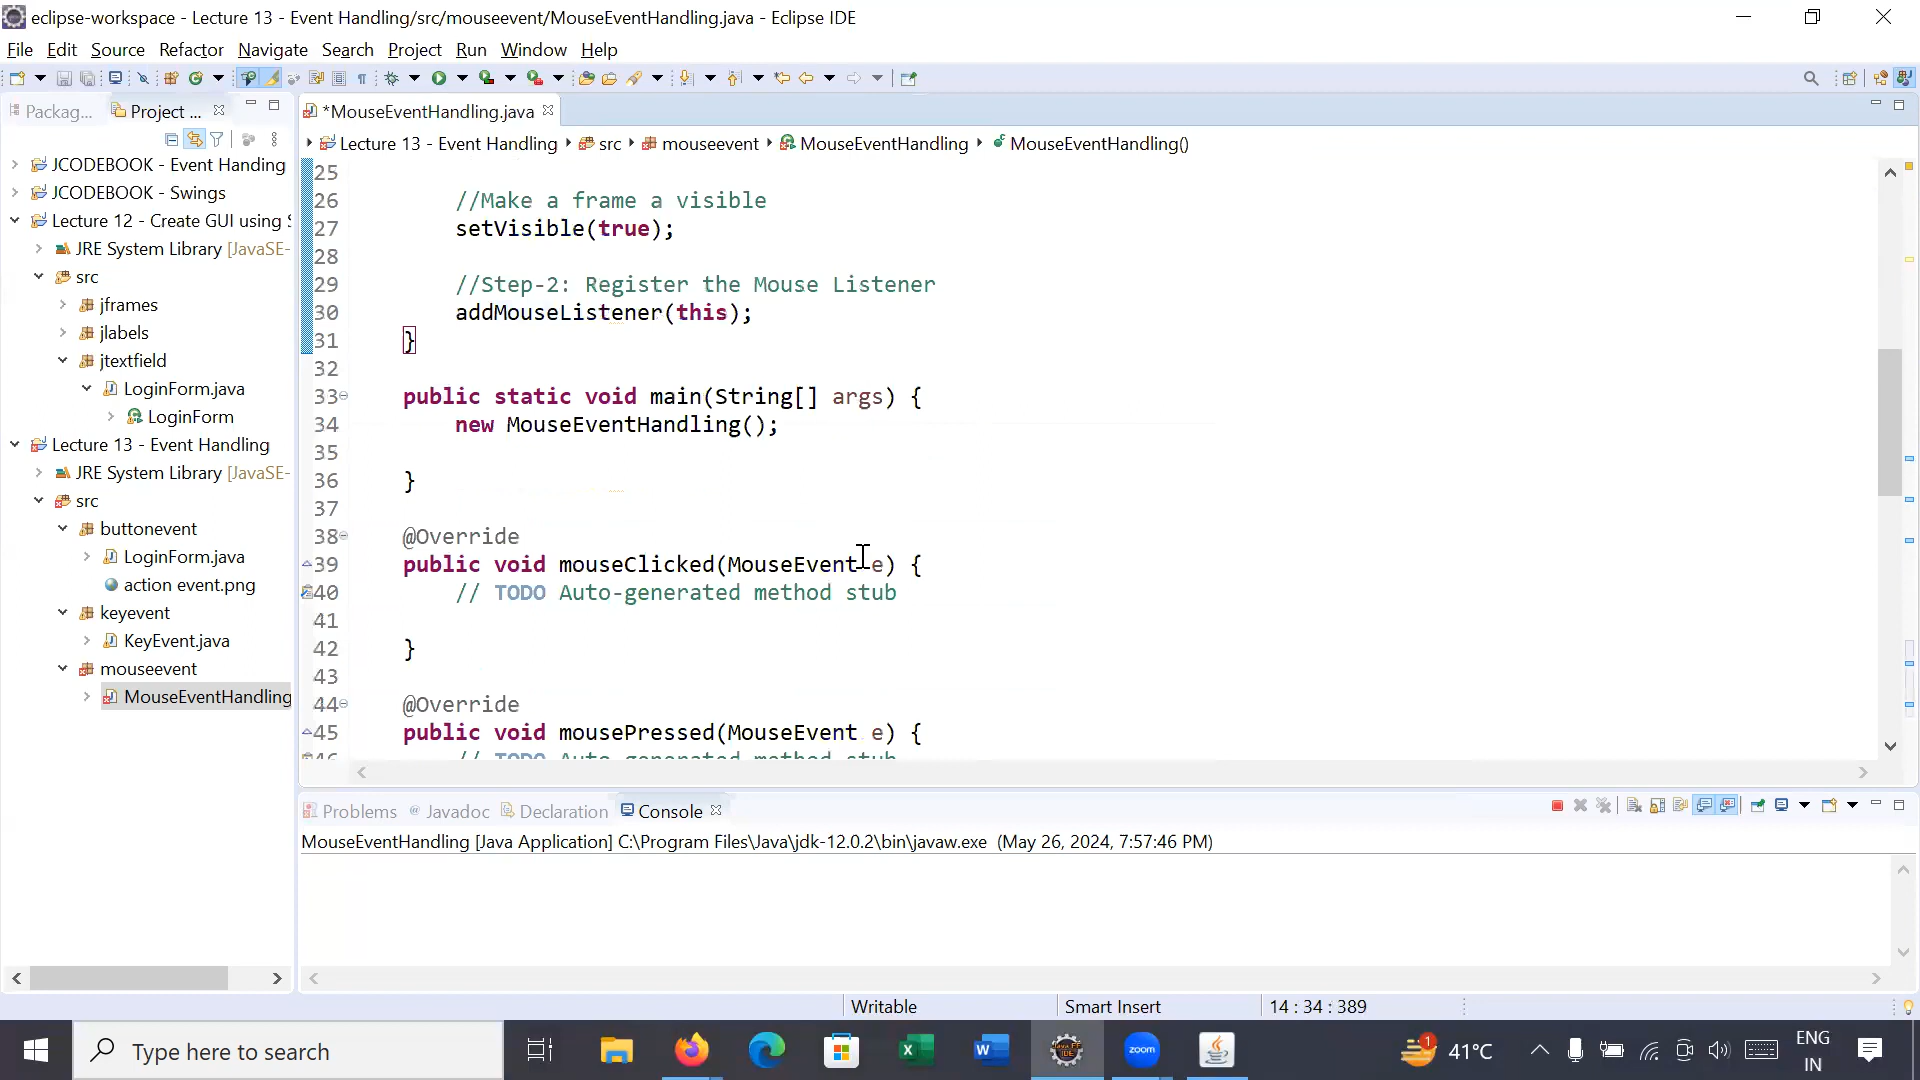 eclipse-workspace - Lecture 13 - Event Handling/src/mouseevent/MouseEventHandling.java - Eclipse IDE
File Edit Source Refactor Navigate Search Project Run Window Help
Packag... Project ... *MouseEventHandling.java
Lecture 13 - Event Handling src mouseevent MouseEventHandling MouseEventHandling()
JCODEBOOK - Event Handing
JCODEBOOK - Swings
Lecture 12 - Create GUI using S
JRE System Library [JavaSE-
src
jframes
jlabels
jtextfield
LoginForm.java
LoginForm
Lecture 13 - Event Handling
JRE System Library [JavaSE-
src
buttonevent
LoginForm.java
action event.png
keyevent
KeyEvent.java
mouseevent
MouseEventHandling
25
26 //Make a frame a visible
27 setVisible(true);
28
29 //Step-2: Register the Mouse Listener
30 addMouseListener(this);
31 }
32
33 public static void main(String[] args) {
34 new MouseEventHandling();
35
36 }
37
38 @Override
39 public void mouseClicked(MouseEvent e) {
40 // TODO Auto-generated method stub
41
42 }
43
44 @Override
45 public void mousePressed(MouseEvent e) {
46 // TODO Auto-generated method stub
Problems @ Javadoc Declaration Console
MouseEventHandling [Java Application] C:\Program Files\Java\jdk-12.0.2\bin\javaw.exe (May 26, 2024, 7:57:46 PM)
Writable Smart Insert 14 : 34 : 389
Type here to search
zoom
1 41°C
ENG
IN